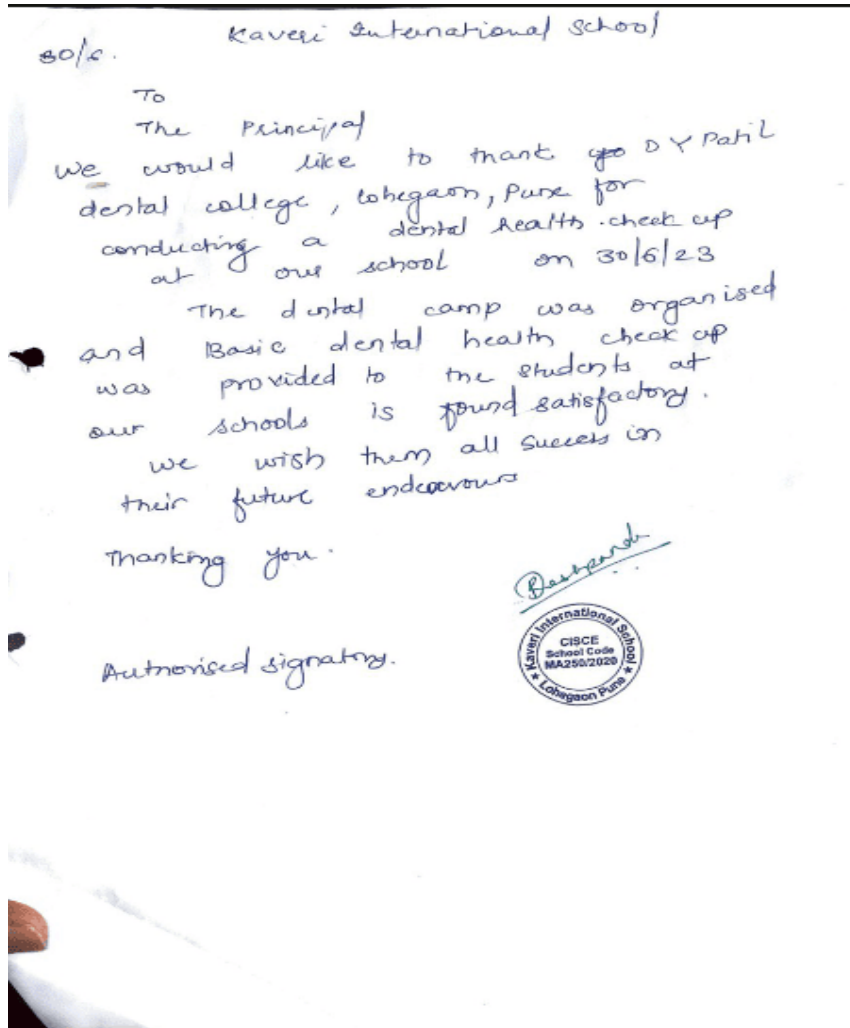 Kaveri International School
30/6.
To
The Principal
We would like to thank D Y Patil
dental college, Lohegaon, Pune for
conducting a dental health check up
at our school on 30/6/23
The dental camp was organised
and Basic dental health check up
was provided to the students at
our schools is found satisfactory.
we wish them all success in
their future endeavours
Thanking you.
Deshpande
Authorised signatory.
Kaveri International School
CISCE
School Code
MA250/2020
Lohagaon Pune